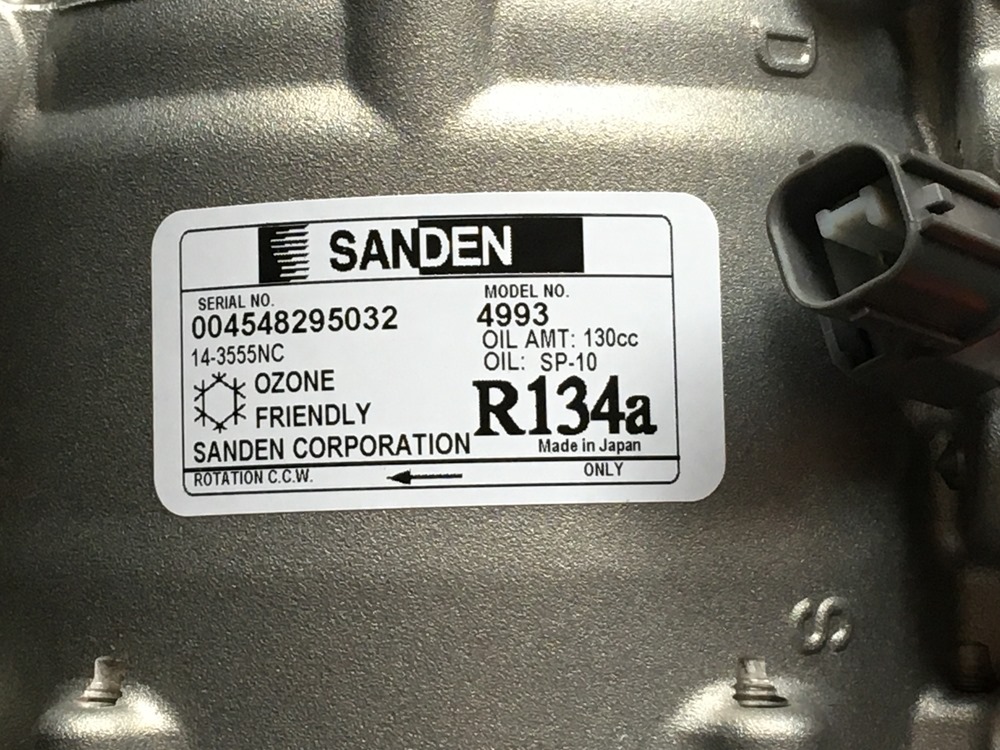 D
SANDEN
SERIAL NO.
004548295032
14-3555NC
OZONE
FRIENDLY
SANDEN CORPORATION
MODEL NO.
4993
OIL AMT: 130cc
OIL: SP-10
R134a
Made in Japan
ROTATION C.C.W.
ONLY
S